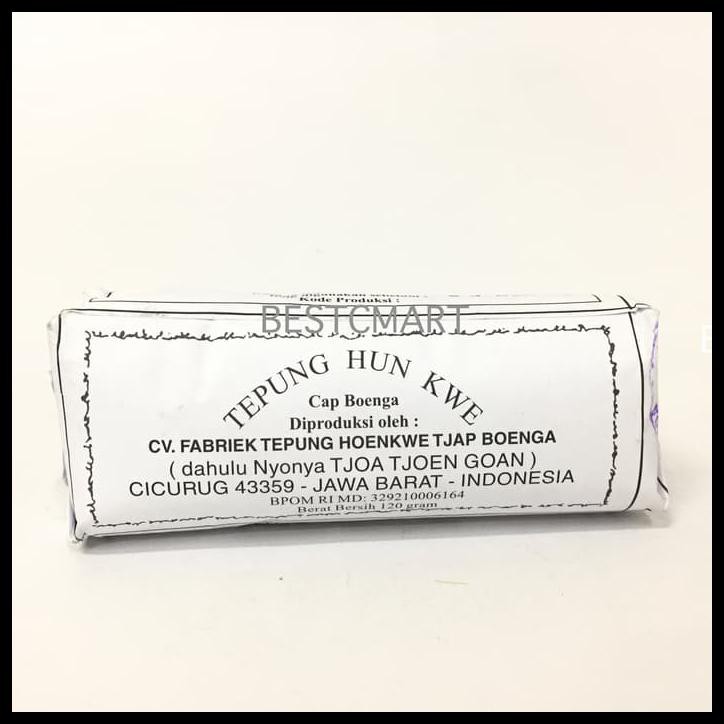 Kode Produksi :
BESTCMART
TEPUNG HUN KWE
Cap Boenga
Diproduksi oleh :
CV. FABRIEK TEPUNG HOENKWE TJAP BOENGA
( dahulu Nyonya TJOA TJOEN GOAN )
CICURUG 43359 - JAWA BARAT - INDONESIA
BPOM RI MD: 329210006164
Berat Bersih 120 gram